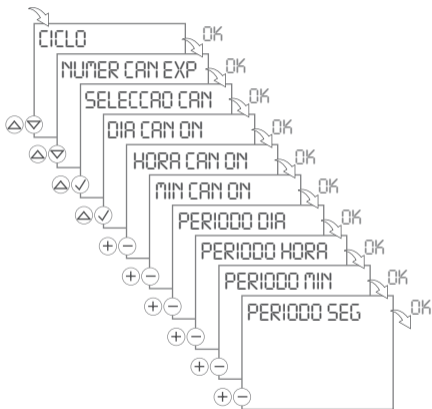 CICLO OK
NUMER CAN EXP OK
SELECCAO CAN OK
DIA CAN ON OK
HORA CAN ON OK
MIN CAN ON OK
PERIODO DIA OK
PERIODO HORA OK
PERIODO MIN OK
PERIODO SEG OK